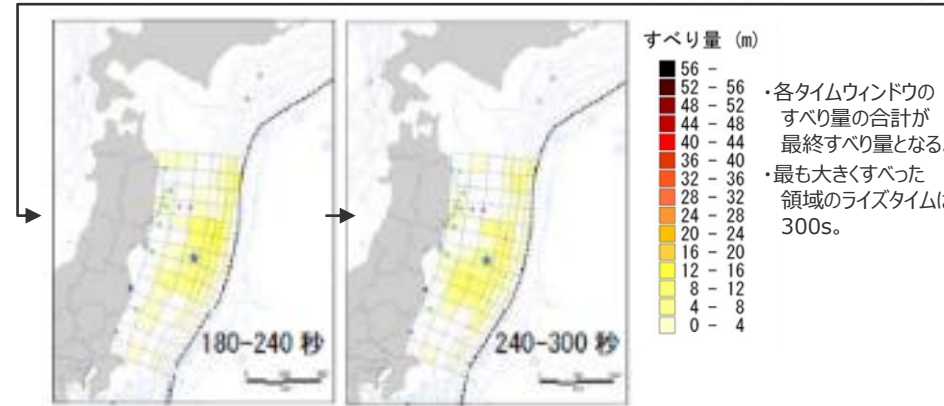 すべり量 (m)
56 -
52 - 56
48 - 52
44 - 48
40 - 44
36 - 40
32 - 36
28 - 32
24 - 28
20 - 24
16 - 20
12 - 16
8 - 12
4 - 8
0 - 4
・各タイムウィンドウの
すべり量の合計が
最終すべり量となる。
・最も大きくすべった
領域のライズタイムは
300s。
180-240 秒
240-300 秒